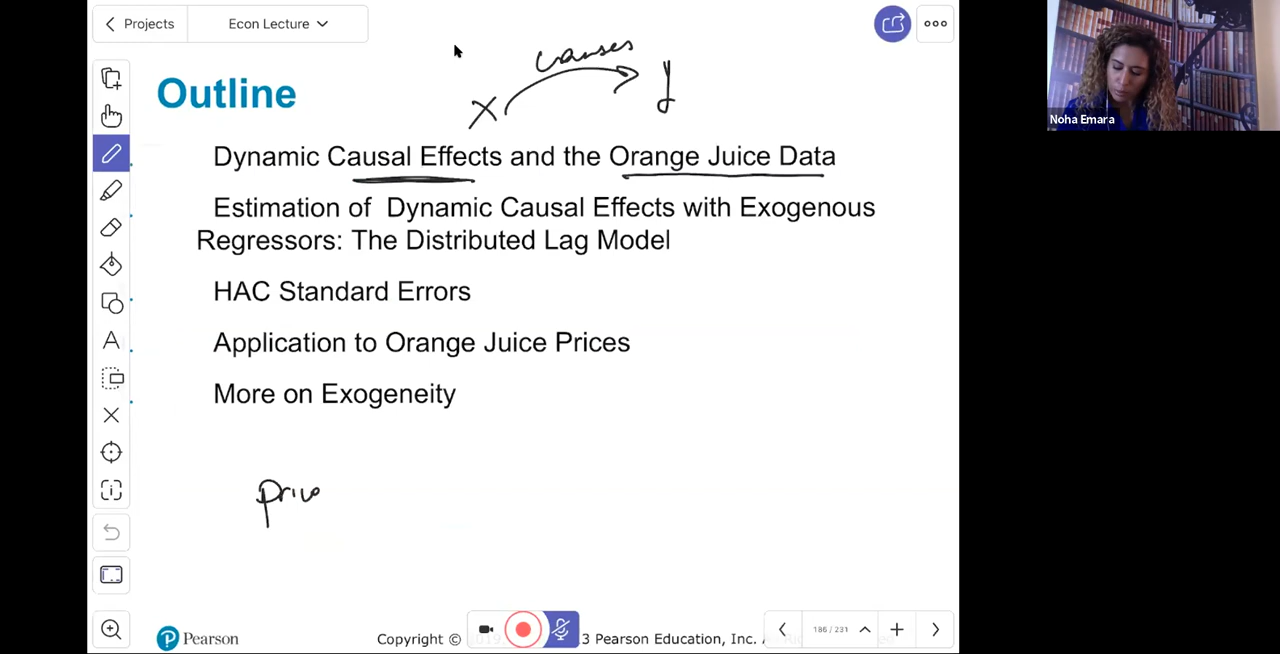 Projects
Econ Lecture
causes
x
y
Outline
Noha Emara
Dynamic Causal Effects and the Orange Juice Data
Estimation of Dynamic Causal Effects with Exogenous
Regressors: The Distributed Lag Model
HAC Standard Errors
Application to Orange Juice Prices
More on Exogeneity
A
Pearson
Copyright ©
3 Pearson Education, Inc.
186 / 231